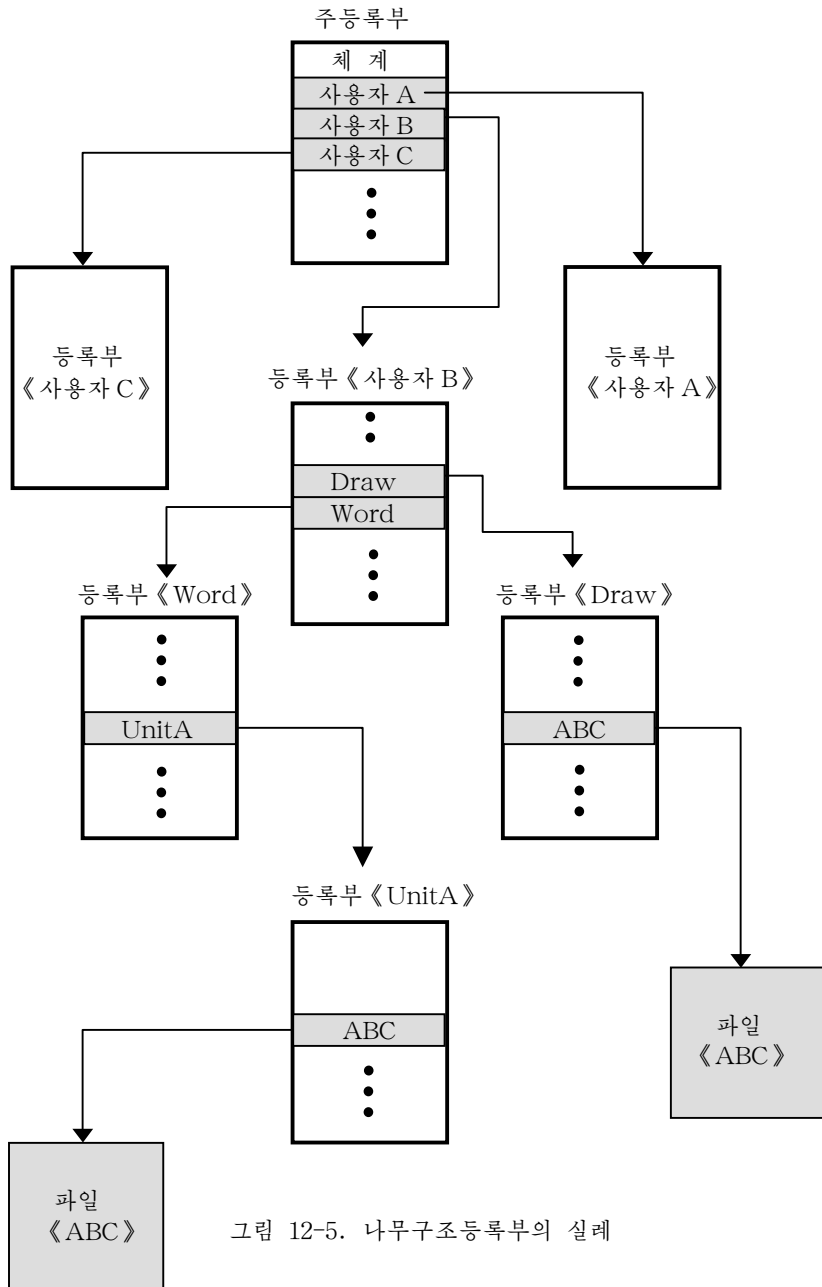 주등록부
체 계
사용자 A
사용자 B
사용자 C
등록부
《사용자 C》
등록부《사용자 B》
등록부
《사용자 A》
Draw
Word
등록부《Word》
등록부《Draw》
UnitA
ABC
등록부《UnitA》
ABC
파일
《ABC》
파일
《ABC》
그림 12-5. 나무구조등록부의 실례